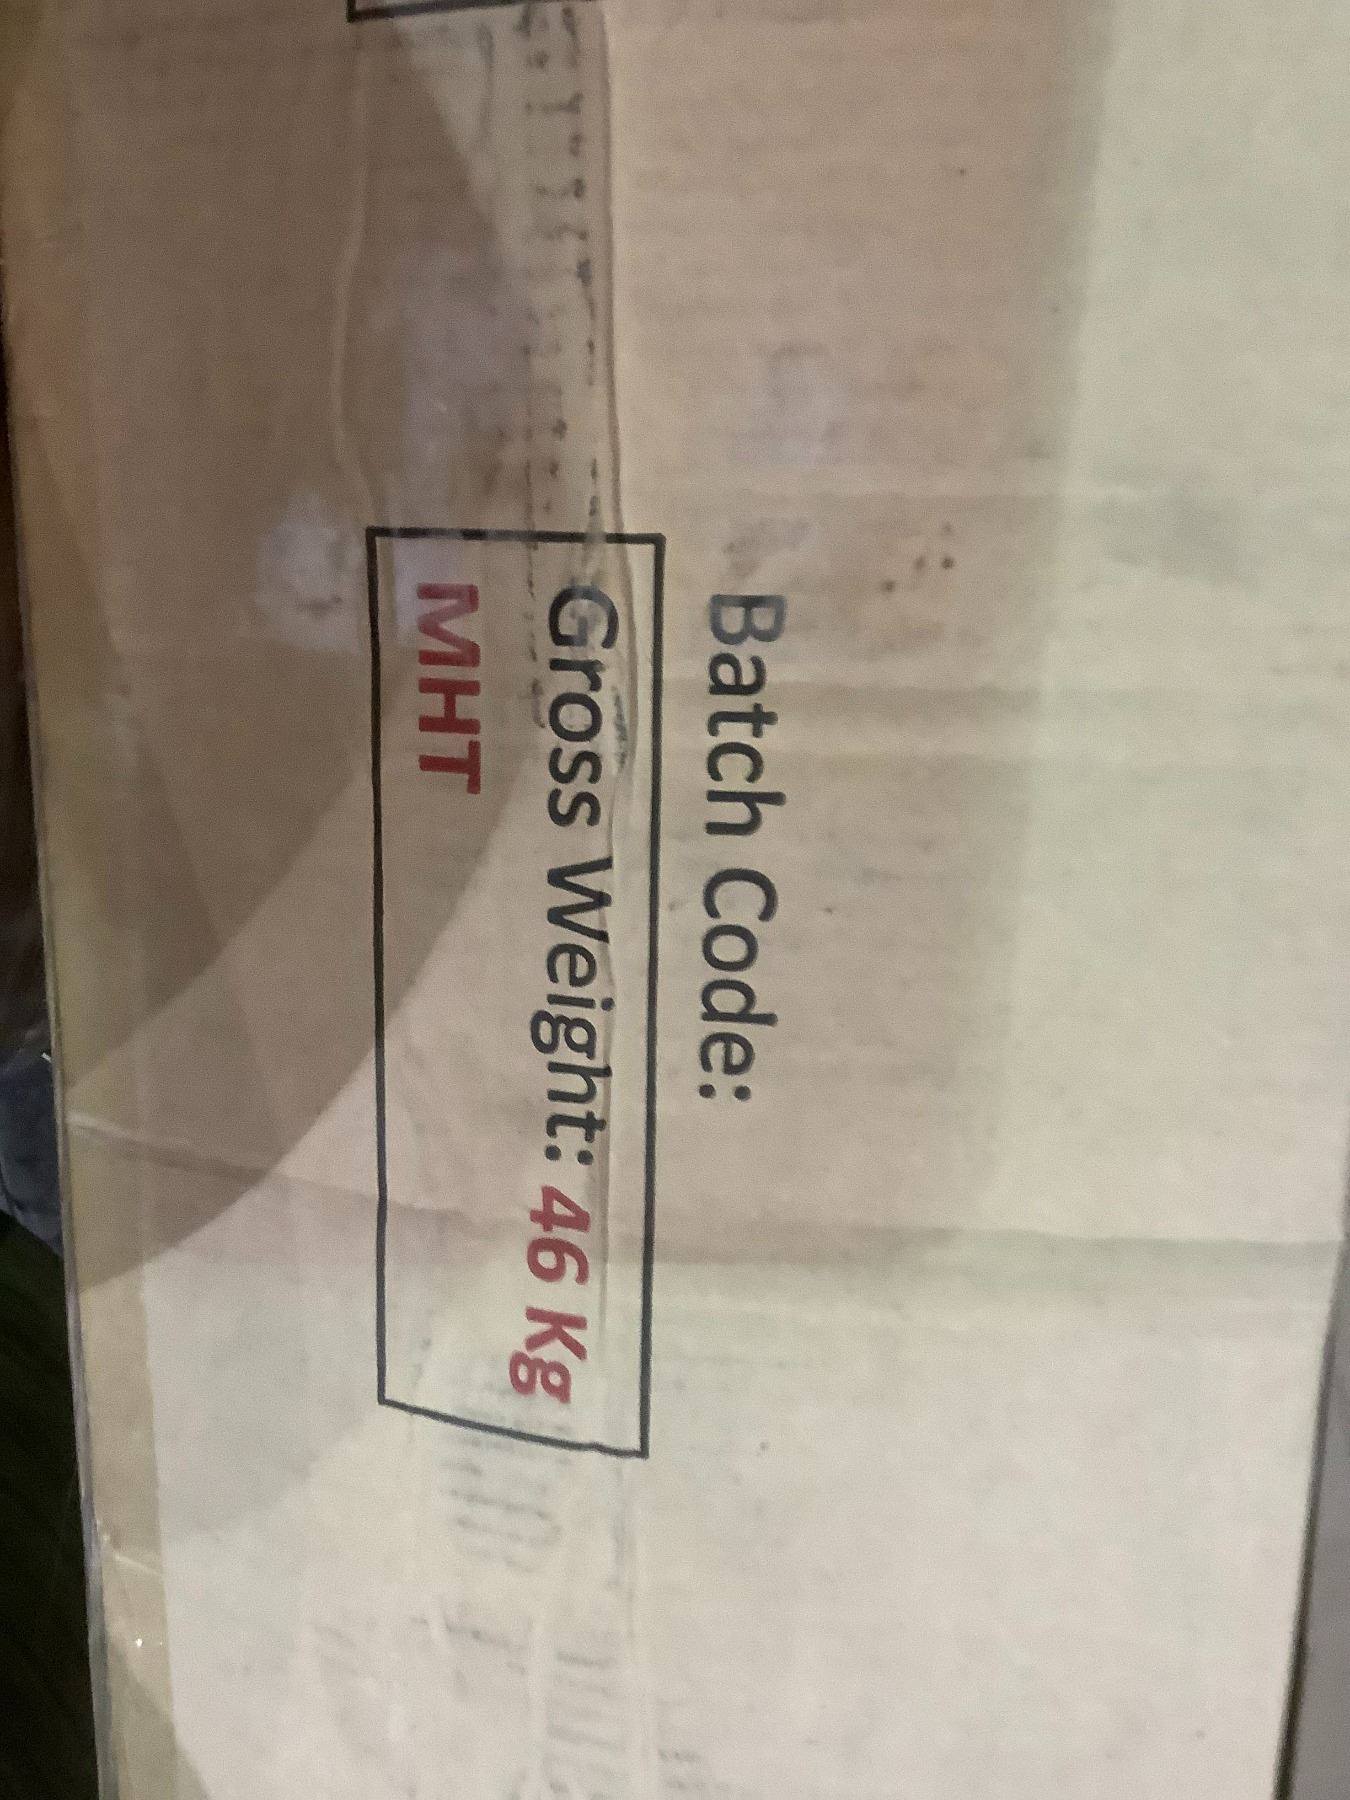 Batch Code:
Gross Weight: 46 Kg
MHT